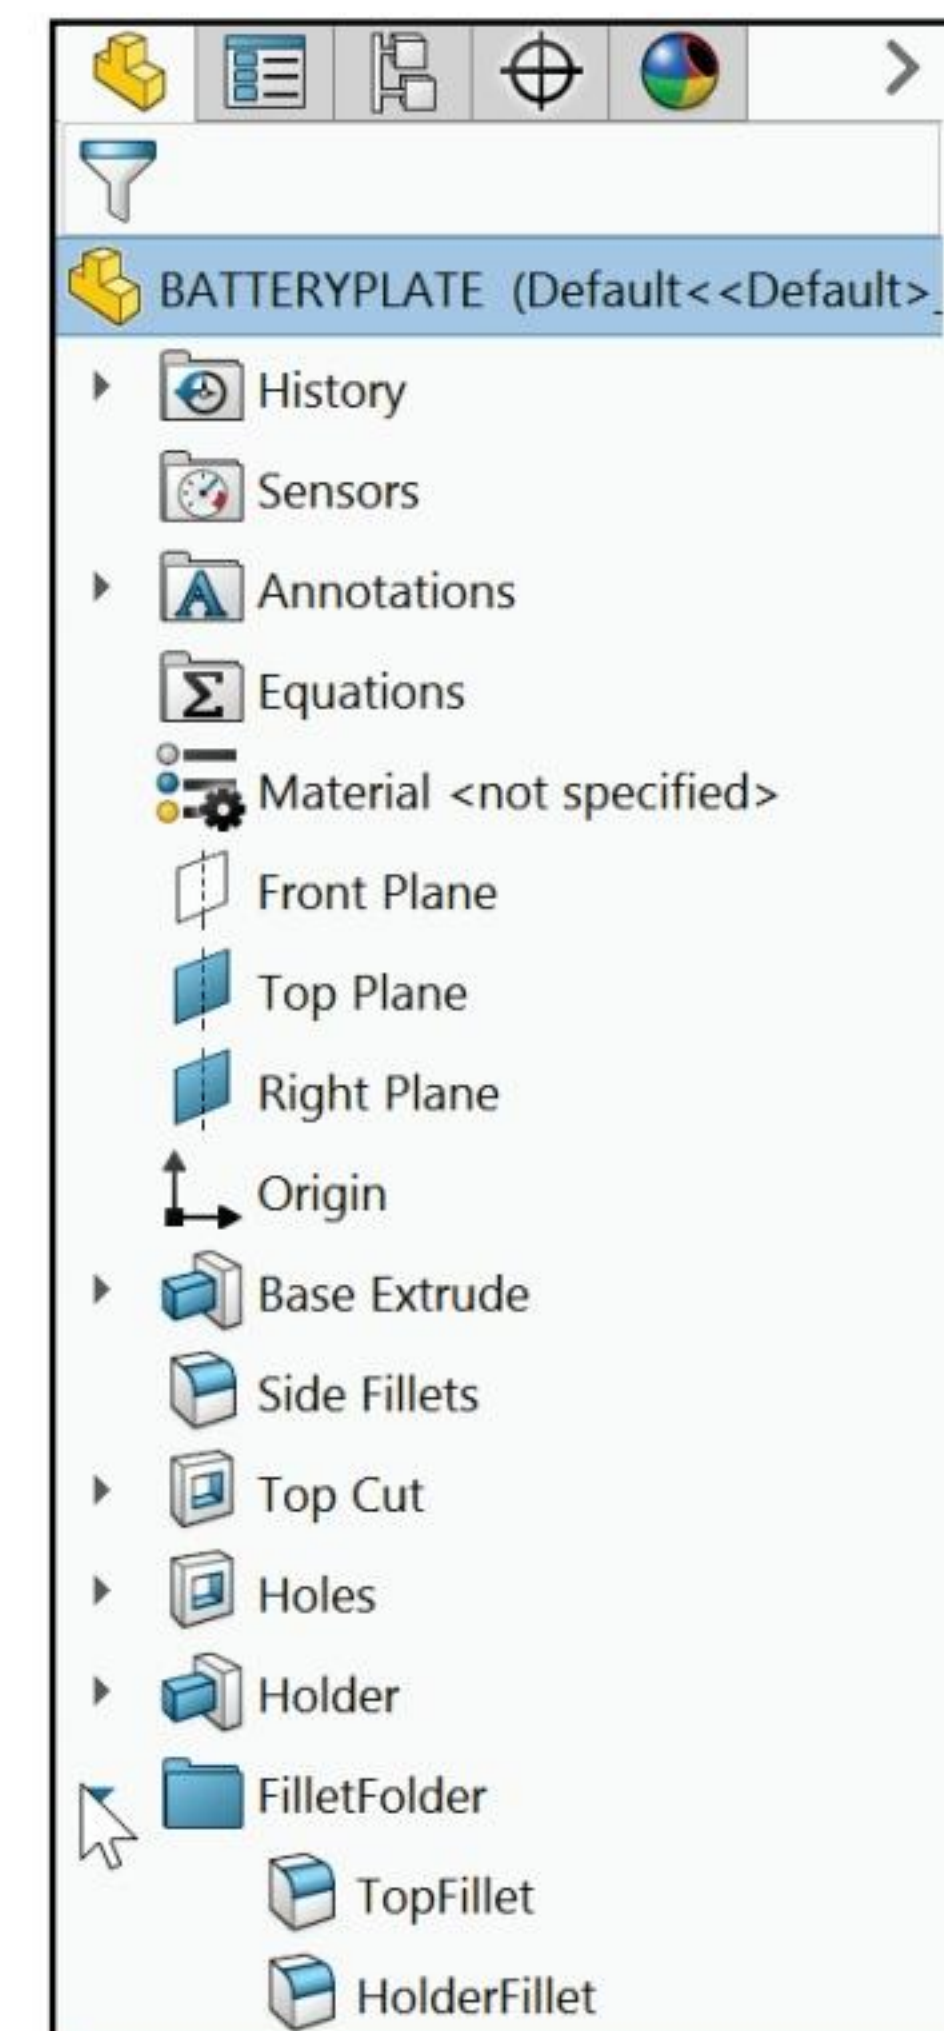 BATTERYPLATE (Default<<Default>_
History
Sensors
Annotations
Equations
Material <not specified>
Front Plane
Top Plane
Right Plane
Origin
Base Extrude
Side Fillets
Top Cut
Holes
Holder
FilletFolder
TopFillet
HolderFillet